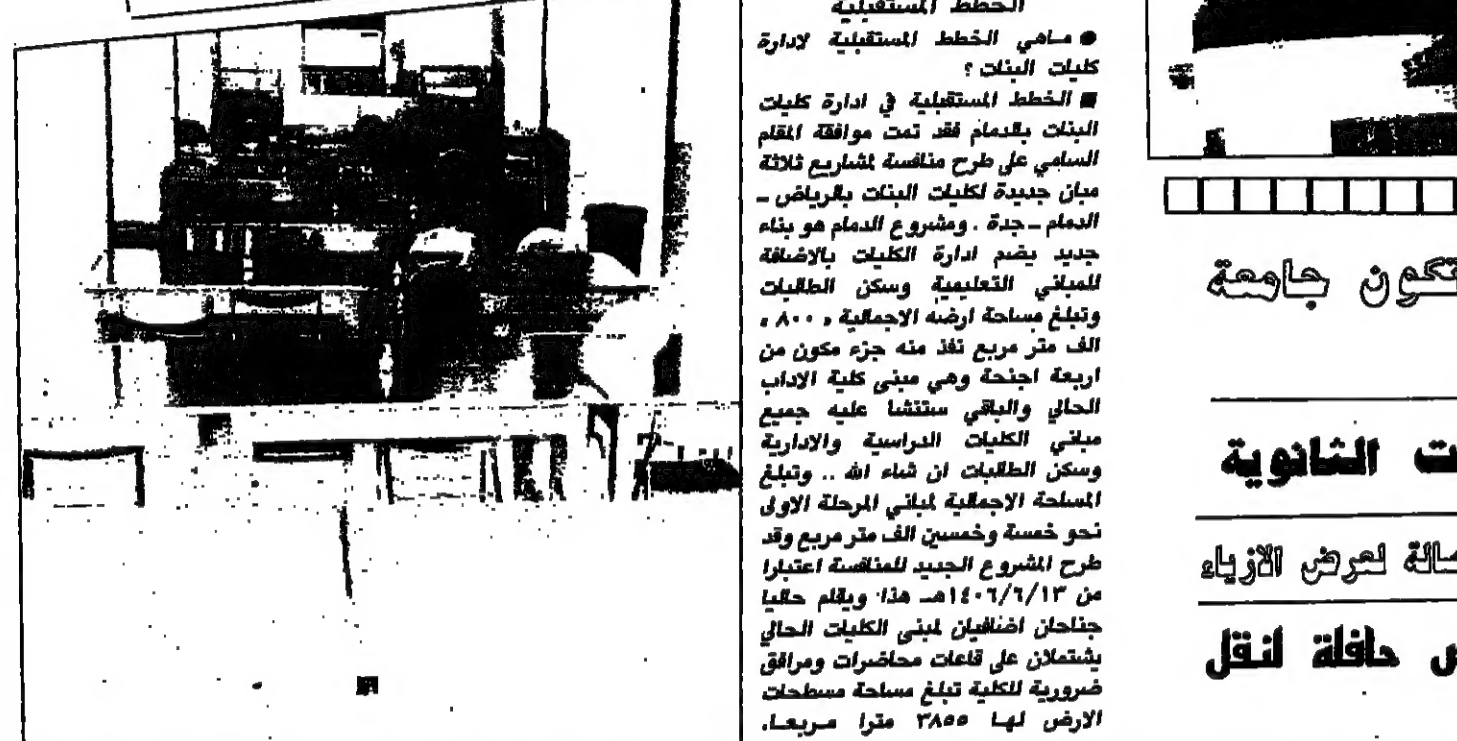 الخطط المستقبلية
● ماهي الخطط المستقبلية لادارة
كليات البنات ؟
■ الخطط المستقبلية في ادارة كليات
البنات بالدمام فقد تمت موافقة المقام
السامي على طرح منافسة لمشاريع ثلاثة
مبان جديدة لكليات البنات بالرياض ـ
الدمام ـ جدة . ومشروع الدمام هو بناء
جديد يضم ادارة الكليات بالاضافة
للمباني التعليمية وسكن الطالبات
وتبلغ مساحة ارضه الاجمالية « ٨٠٠ »
الف متر مربع نفذ منه جزء مكون من
اربعة اجنحة وهي مبنى كلية الاداب
الحالي والباقي ستنشا عليه جميع
مباني الكليات الدراسية والادارية
وسكن الطالبات ان شاء الله .. وتبلغ
المساحة الاجمالية لمباني المرحلة الاولى
نحو خمسة وخمسين الف متر مربع وقد
طرح المشروع الجديد للمنافسة اعتبارا
من ١٤٠٦/٦/١٣هـ هذا ويقام حاليا
جناحان اضافيان لمبنى الكليات الحالي
يشتملان على قاعات محاضرات ومرافق
ضرورية للكلية تبلغ مساحة مسطحات
الارض لها ٣٨٥٥ مترا مربعا.
تكون جامعة
ت الثانوية
صالة لعرض الازياء
حافلة لنقل